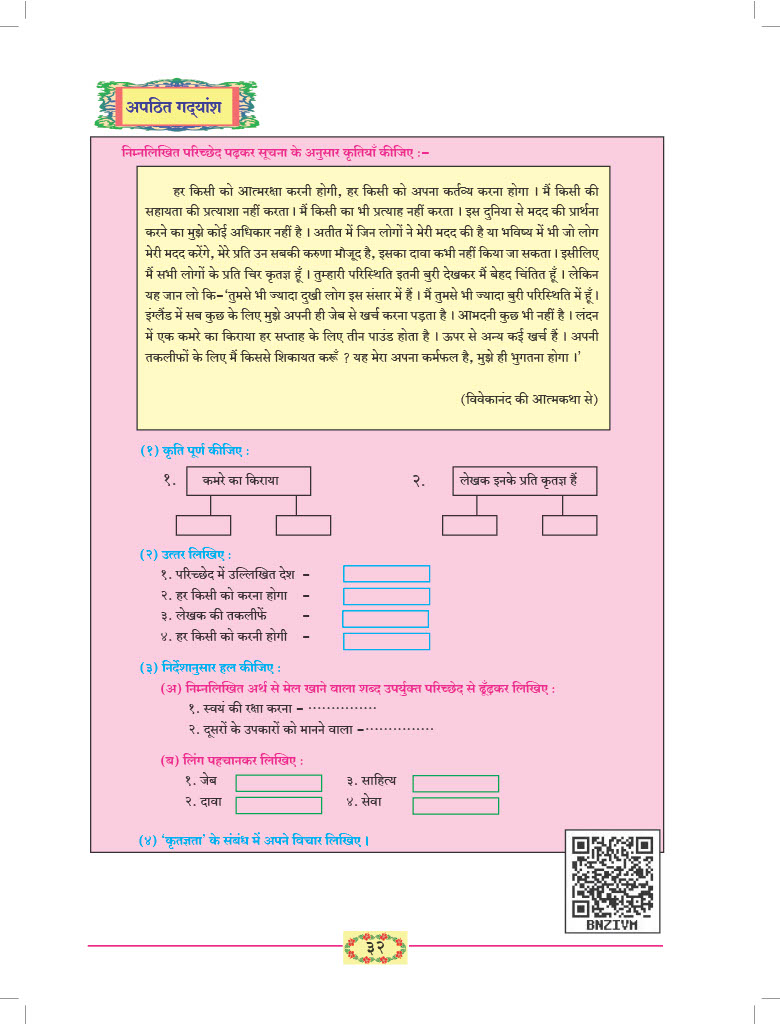 अपठित गद्‌यांश
निम्नलिखित परिच्छेद पढ़कर सूचना के अनुसार कृतियाँ कीजिए :–
हर किसी को आत्मरक्षा करनी होगी, हर किसी को अपना कर्तव्य करना होगा । मैं किसी की
सहायता की प्रत्याशा नहीं करता । मैं किसी का भी प्रत्याह नहीं करता । इस दुनिया से मदद की प्रार्थना
करने का मुझे कोई अधिकार नहीं है । अतीत में जिन लोगों ने मेरी मदद की है या भविष्य में भी जो लोग
मेरी मदद करेंगे, मेरे प्रति उन सबकी करुणा मौजूद है, इसका दावा कभी नहीं किया जा सकता । इसीलिए
मैं सभी लोगों के प्रति चिर कृतज्ञ हूँ । तुम्हारी परिस्थिति इतनी बुरी देखकर मैं बेहद चिंतित हूँ । लेकिन
यह जान लो कि–‘तुमसे भी ज्यादा दुखी लोग इस संसार में हैं । मैं तुमसे भी ज्यादा बुरी परिस्थिति में हूँ ।
इंग्लैंड में सब कुछ के लिए मुझे अपनी ही जेब से खर्च करना पड़ता है । आमदनी कुछ भी नहीं है । लंदन
में एक कमरे का किराया हर सप्ताह के लिए तीन पाउंड होता है । ऊपर से अन्य कई खर्च हैं । अपनी
तकलीफों के लिए मैं किससे शिकायत करूँ ? यह मेरा अपना कर्मफल है, मुझे ही भुगतना होगा ।’
(विवेकानंद की आत्मकथा से)
(१) कृति पूर्ण कीजिए :
१. कमरे का किराया २. लेखक इनके प्रति कृतज्ञ हैं
(२) उत्तर लिखिए :
१. परिच्छेद में उल्लिखित देश –
२. हर किसी को करना होगा –
३. लेखक की तकलीफें –
४. हर किसी को करनी होगी –
(३) निर्देशानुसार हल कीजिए :
(अ) निम्नलिखित अर्थ से मेल खाने वाला शब्द उपर्युक्त परिच्छेद से ढूँढ़कर लिखिए :
१. स्वयं की रक्षा करना – ...............
२. दूसरों के उपकारों को मानने वाला –...............
(ब) लिंग पहचानकर लिखिए :
१. जेब ३. साहित्य
२. दावा ४. सेवा
(४) ‘कृतज्ञता’ के संबंध में अपने विचार लिखिए ।
BNZIVM
३२